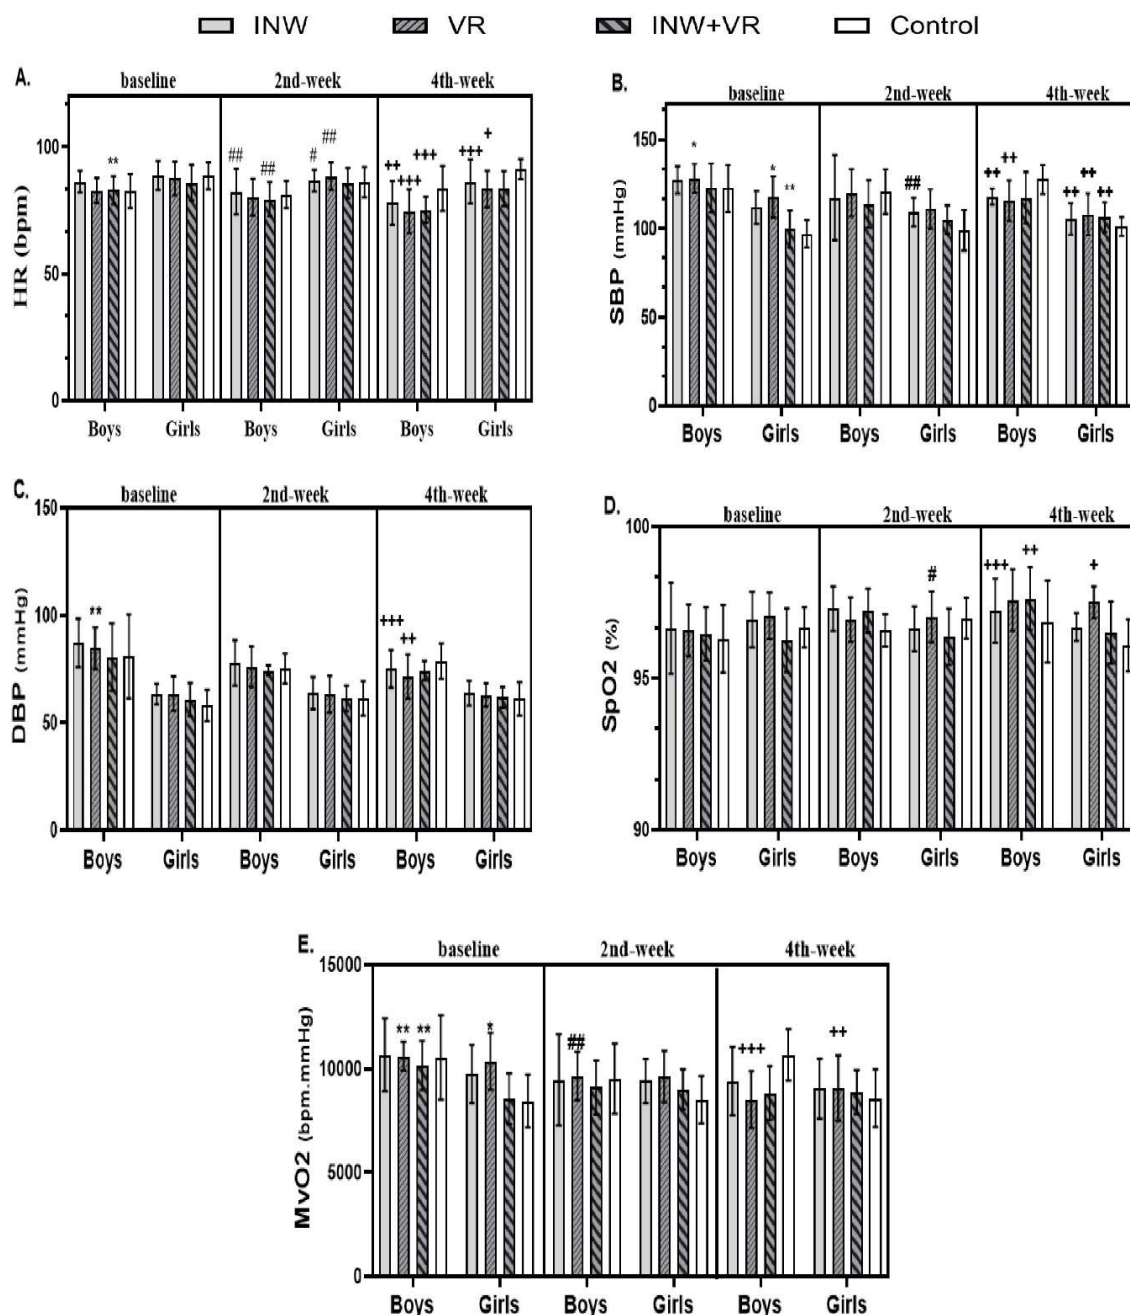 INW VR INW+VR Control
A.
baseline 2nd-week 4th-week
** ## ## # ## ++ +++ +++ +++ +
HR (bpm)
100
50
0
Boys Girls Boys Girls Boys Girls
B.
baseline 2nd-week 4th-week
* * ** ## ++ ++ ++ ++ ++
SBP (mmHg)
150
100
50
0
Boys Girls Boys Girls Boys Girls
C.
baseline 2nd-week 4th-week
** +++ ++
DBP (mmHg)
150
100
50
0
Boys Girls Boys Girls Boys Girls
D.
baseline 2nd-week 4th-week
# +++ ++ +
SpO2 (%)
100
95
90
Boys Girls Boys Girls Boys Girls
E.
baseline 2nd-week 4th-week
** ** * ## +++ ++
MvO2 (bpm.mmHg)
15000
10000
5000
0
Boys Girls Boys Girls Boys Girls